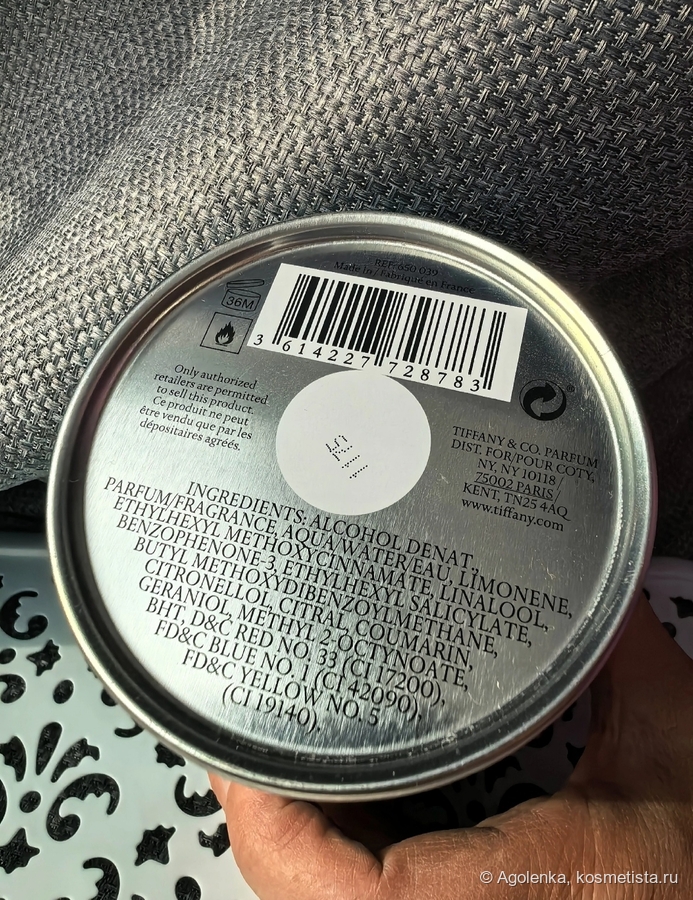 REF: 650 039
Made in / Fabriqué en France
36M
3 614227 728783
Only authorized
retailers are permitted
to sell this product.
Ce produit ne peut
être vendu que par les
dépositaires agréés.
TIFFANY & CO. PARFUM
DIST. FOR/POUR COTY,
NY, NY 10118 /
75002 PARIS /
KENT, TN25 4AQ
www.tiffany.com
INGREDIENTS: ALCOHOL DENAT.,
PARFUM/FRAGRANCE, AQUA/WATER/EAU, LIMONENE,
ETHYLHEXYL METHOXYCINNAMATE, LINALOOL,
BENZOPHENONE-3, ETHYLHEXYL SALICYLATE,
BUTYL METHOXYDIBENZOYLMETHANE,
CITRONELLOL, CITRAL, COUMARIN,
GERANIOL, METHYL 2-OCTYNOATE,
BHT, D&C RED NO. 33 (CI 17200),
FD&C BLUE NO. 1 (CI 42090),
FD&C YELLOW NO. 5
(CI 19140).
© Agolenka, kosmetista.ru